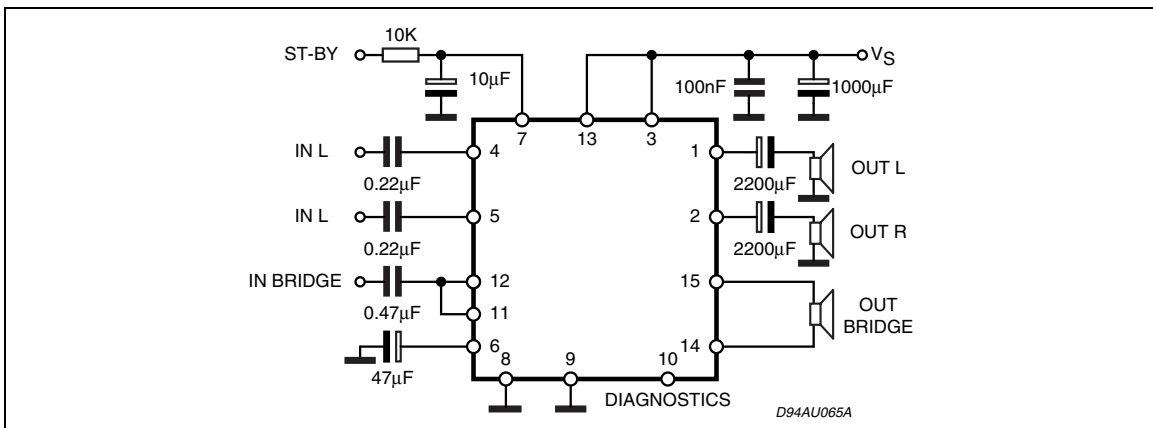 10K
ST-BY
VS
10µF
100nF
1000µF
7
13
3
IN L
4
1
OUT L
0.22µF
2200µF
IN L
5
2
OUT R
0.22µF
2200µF
IN BRIDGE
12
15
0.47µF
11
OUT
BRIDGE
6
14
47µF
8
9
10
DIAGNOSTICS
D94AU065A